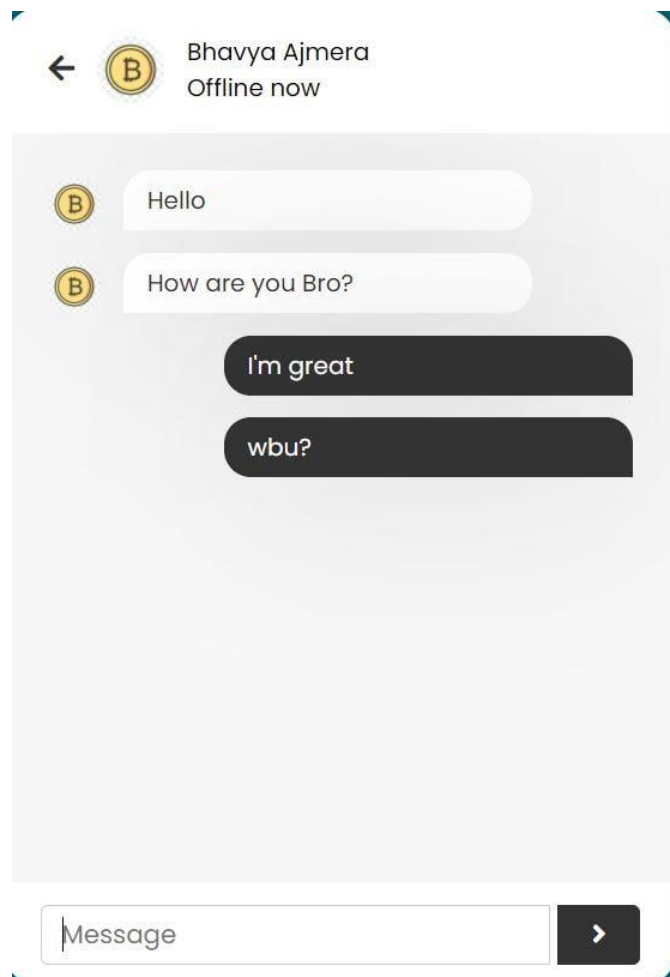 Bhavya Ajmera
Offline now
Hello
How are you Bro?
I'm great
wbu?
Message